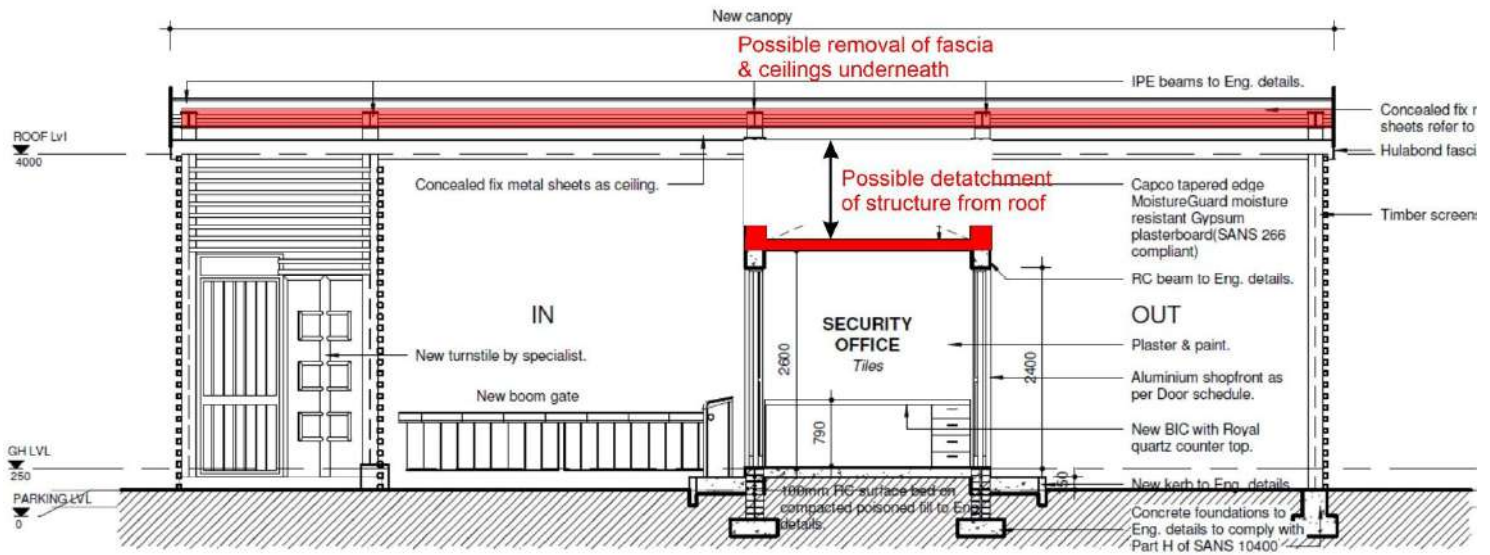 New canopy
Possible removal of fascia
& ceilings underneath
IPE beams to Eng. details.
Concealed fix
sheets refer to
Hulabond
ROOF Lvl
4000
Concealed fix metal sheets as ceiling.
Possible detatchment
of structure from roof
Capco tapered edge
MoistureGuard moisture
resistant Gypsum
plasterboard(SANS 266
compliant)
Timber
RC beam to Eng. details.
IN
OUT
SECURITY
OFFICE
Tiles
2600
2400
790
New turnstile by specialist.
New boom gate
Plaster & paint.
Aluminium shopfront as
per Door schedule.
New BIC with Royal
quartz counter top.
GH LVL
250
PARKING LVL
0
100mm RC surface bed on
compacted poisoned fill to Eng
details.
New kerb to Eng. details
Concrete foundations to
Eng. details to comply with
Part H of SANS 10400